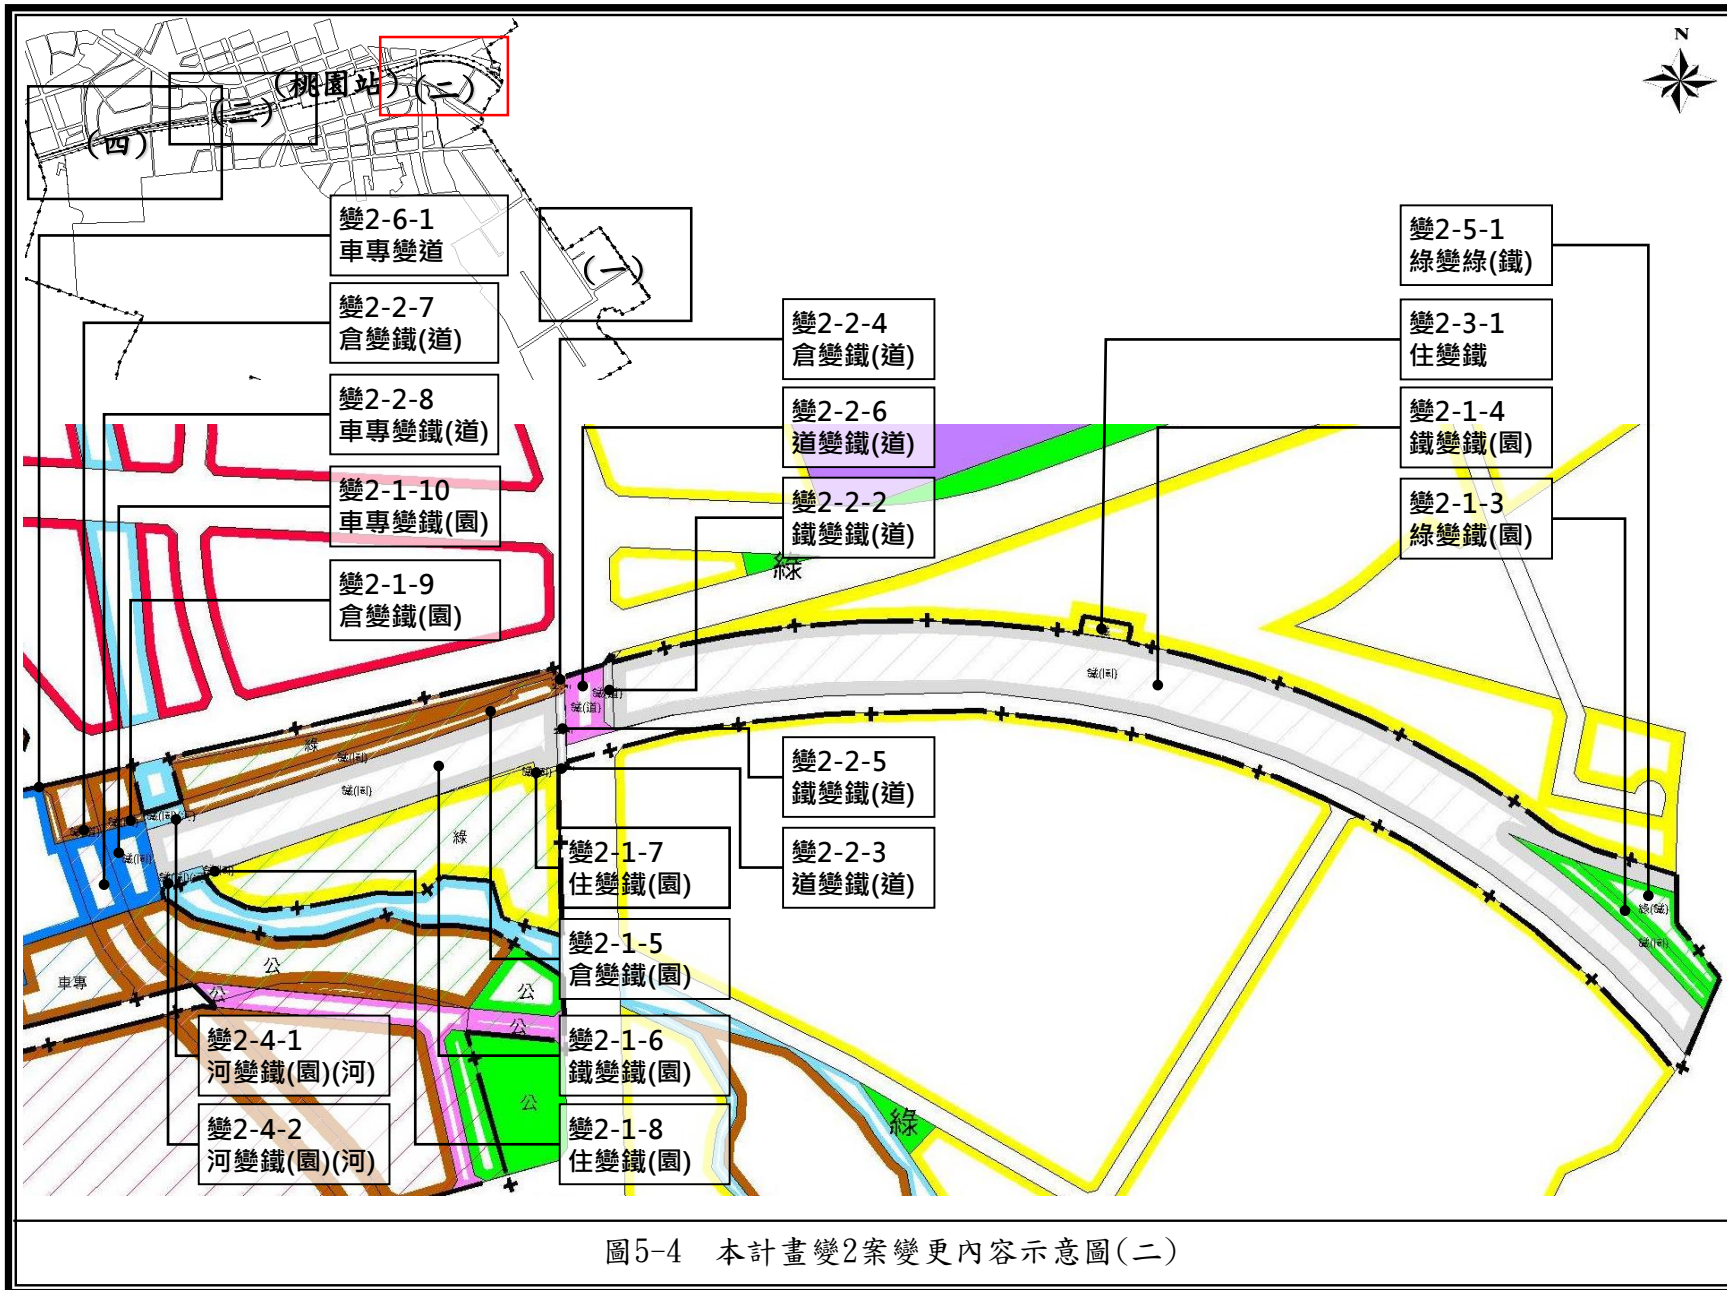 N
(桃園站)
(二)
(三)
(四)
(一)
變2-6-1
車專變道
變2-2-7
倉變鐵(道)
變2-2-8
車專變鐵(道)
變2-1-10
車專變鐵(園)
變2-1-9
倉變鐵(園)
變2-2-4
倉變鐵(道)
變2-2-6
道變鐵(道)
變2-2-2
鐵變鐵(道)
變2-5-1
綠變綠(鐵)
變2-3-1
住變鐵
變2-1-4
鐵變鐵(園)
變2-1-3
綠變鐵(園)
綠
鐵(園)
鐵(道)
綠
鐵(園)
鐵(園)
鐵(園)
綠
綠(鐵)
鐵(園)
變2-2-5
鐵變鐵(道)
變2-2-3
道變鐵(道)
變2-1-7
住變鐵(園)
變2-1-5
倉變鐵(園)
變2-1-6
鐵變鐵(園)
變2-1-8
住變鐵(園)
變2-4-1
河變鐵(園)(河)
變2-4-2
河變鐵(園)(河)
車專
公
公
公
公
公
綠
圖5-4 本計畫變2案變更內容示意圖(二)